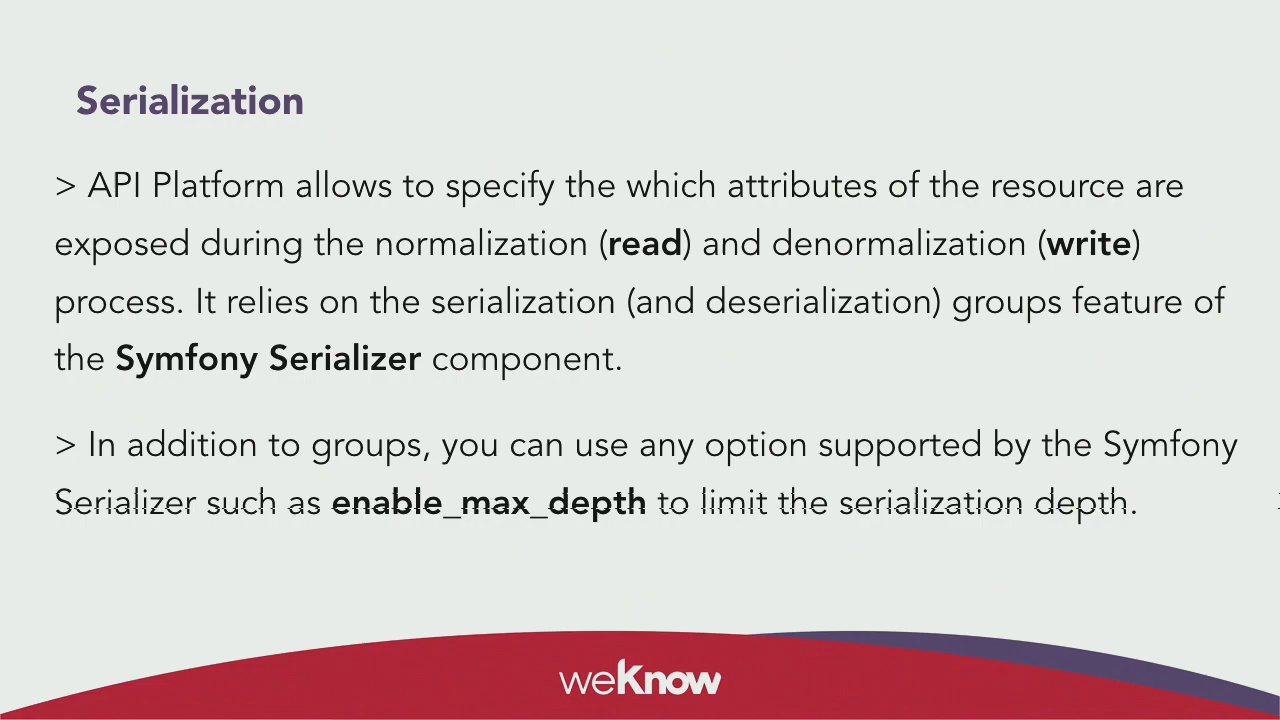 Serialization
> API Platform allows to specify the which attributes of the resource are
exposed during the normalization (read) and denormalization (write)
process. It relies on the serialization (and deserialization) groups feature of
the Symfony Serializer component.
> In addition to groups, you can use any option supported by the Symfony
Serializer such as enable_max_depth to limit the serialization depth.
weKnow